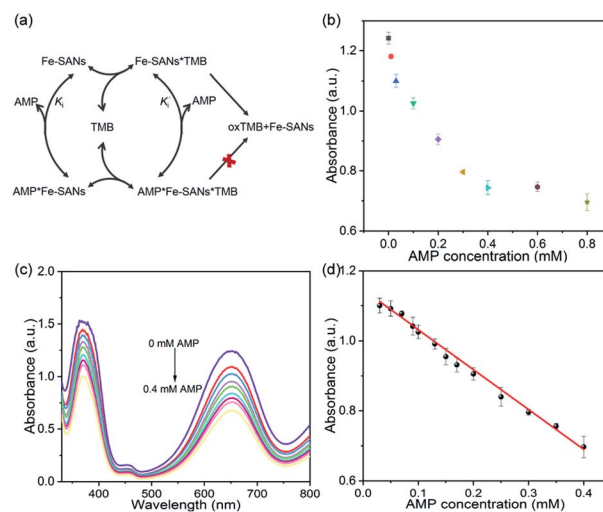 (a)
Fe-SANs
Fe-SANs*TMB
AMP
Ki
TMB
Ki
AMP
oxTMB+Fe-SANs
AMP*Fe-SANs
AMP*Fe-SANs*TMB
(b)
Absorbance (a.u.)
1.2
1.0
0.8
0.6
0.0 0.2 0.4 0.6 0.8
AMP concentration (mM)
(c)
Absorbance (a.u.)
2.0
1.5
1.0
0.5
0.0
0 mM AMP
0.4 mM AMP
400 500 600 700 800
Wavelength (nm)
(d)
Absorbance (a.u.)
1.2
1.0
0.8
0.6
0.0 0.1 0.2 0.3 0.4
AMP concentration (mM)